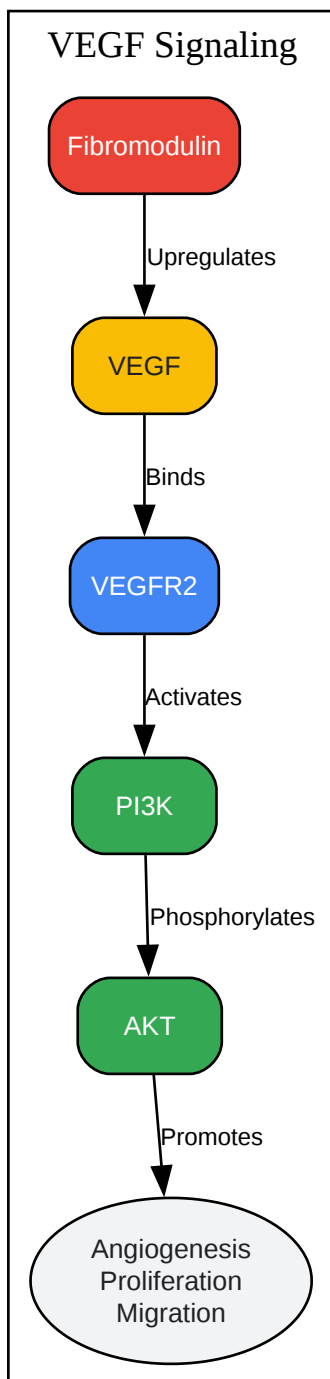 VEGF Signaling
Fibromodulin
Upregulates
VEGF
Binds
VEGFR2
Activates
PI3K
Phosphorylates
AKT
Promotes
Angiogenesis
Proliferation
Migration